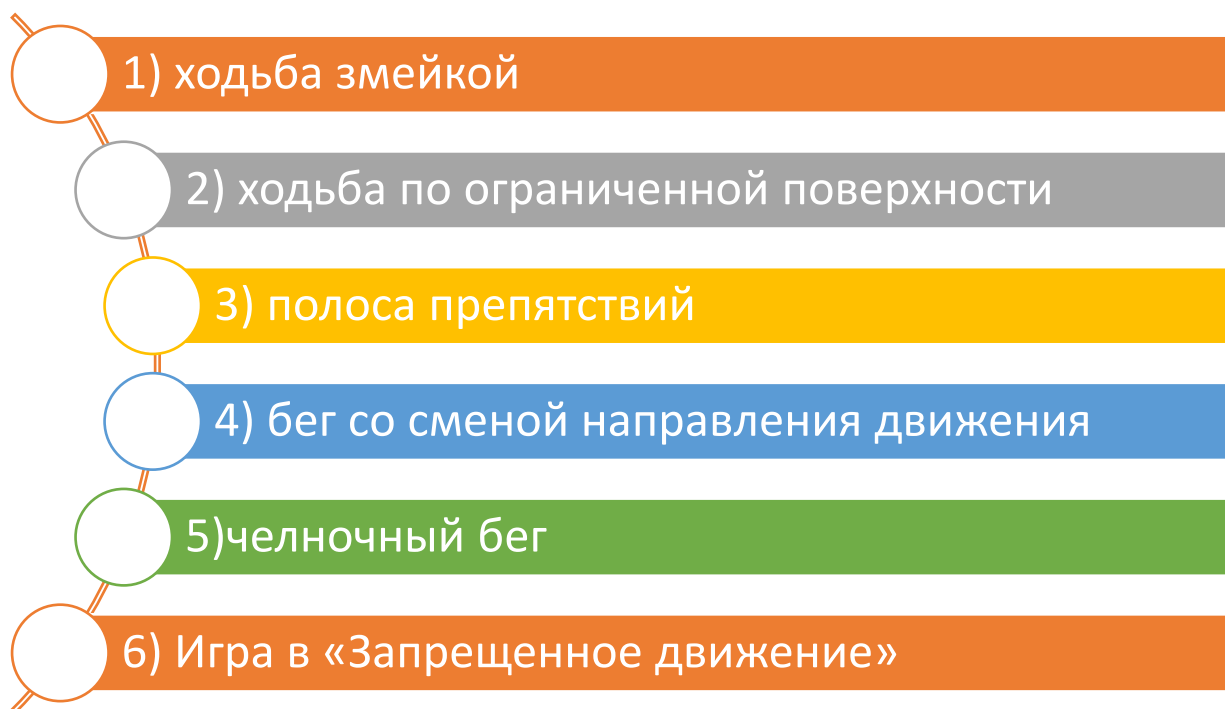 1) ходьба змейкой
2) ходьба по ограниченной поверхности
3) полоса препятствий
4) бег со сменой направления движения
5)челночный бег
6) Игра в «Запрещенное движение»